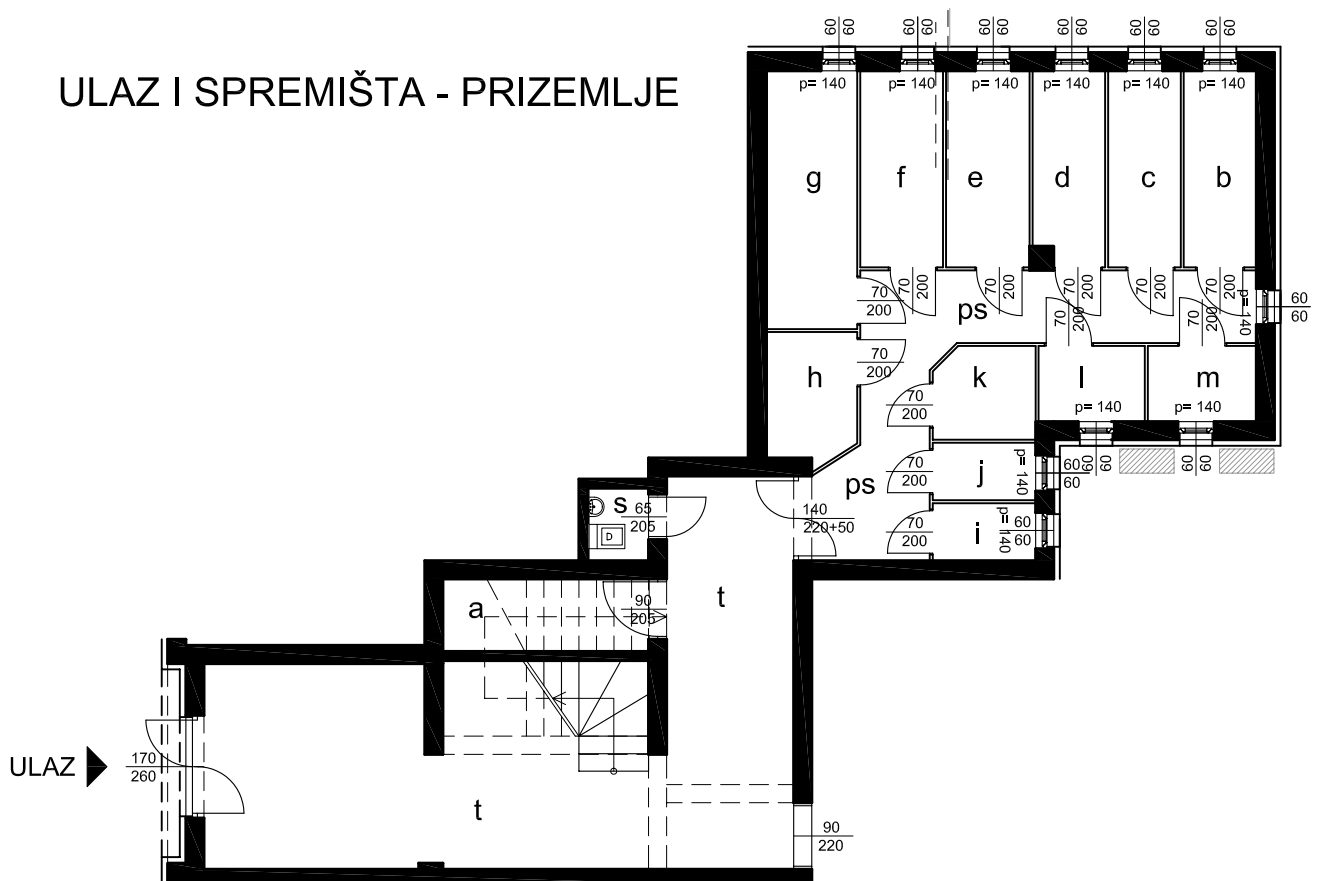 60 60 60 60 60 60 60 60 60 60 60 60
ULAZ I SPREMIŠTA - PRIZEMLJE
p= 140 p= 140 p= 140 p= 140 p= 140 p= 140
g f e d c b
70 200 70 200 70 200 70 200 70 200
70
200
ps
70 200 70 200
p= 140
60
60
70
200
h
k
l
m
70
200
p= 140 p= 140
60 60 60 60
70
200
j
p= 140
60
60
ps
s
65
205
D
140
220+50
70
200
i
p= 140
60
60
a
90
205
t
ULAZ
170
260
t
90
220